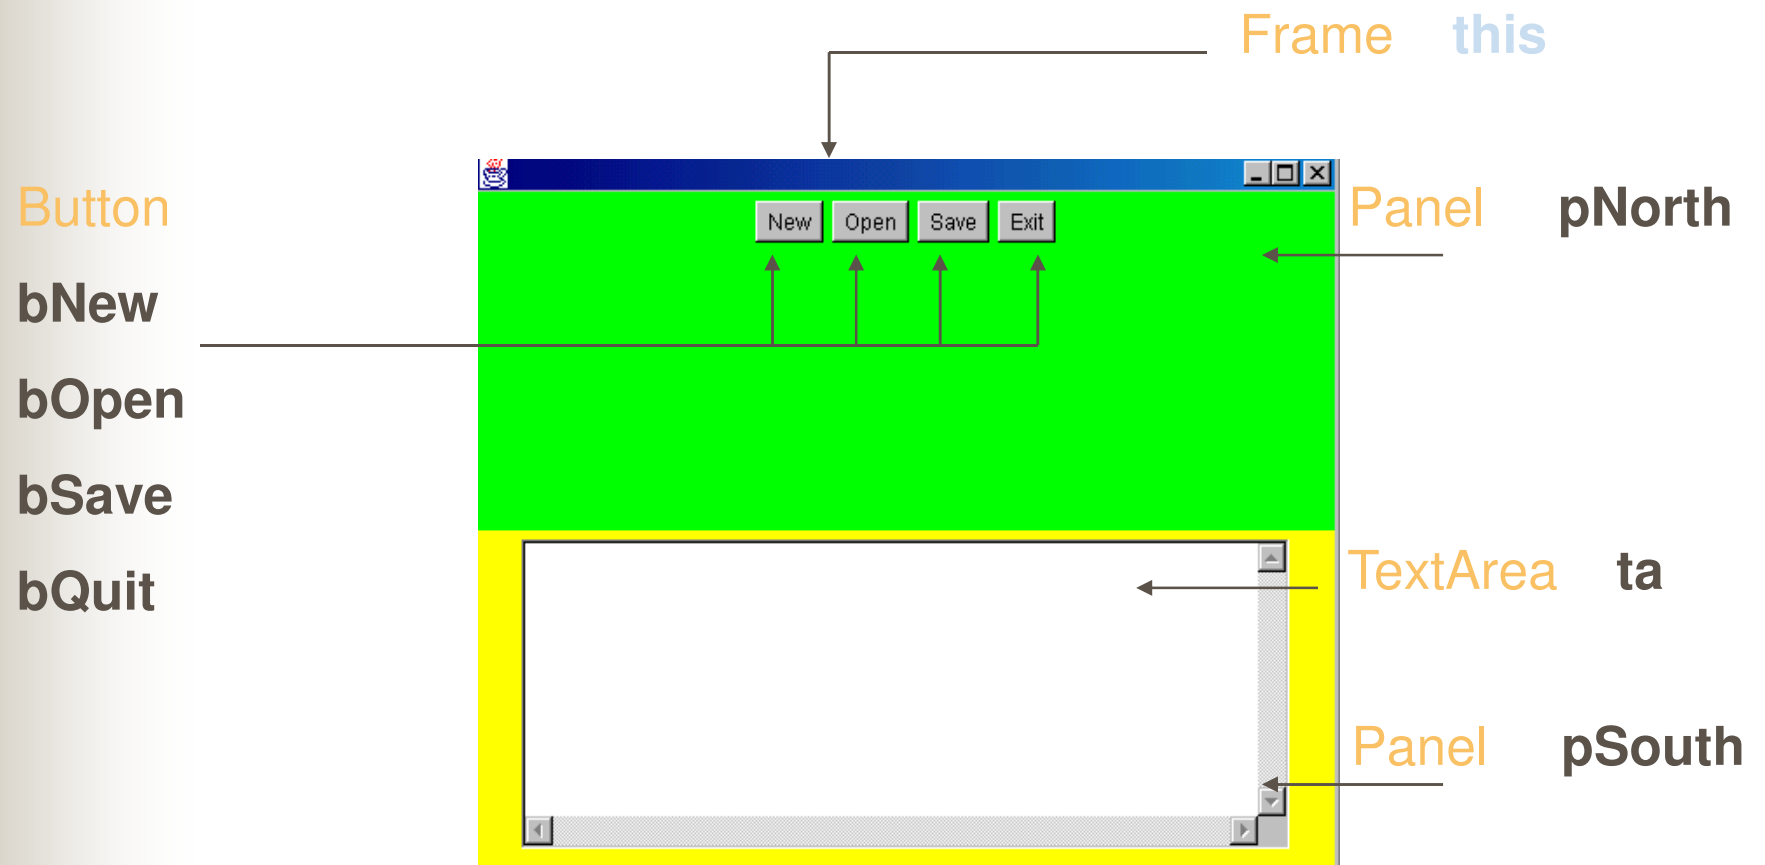 Frame this
Button
New Open Save Exit
Panel pNorth
bNew
bOpen
bSave
TextArea ta
bQuit
Panel pSouth